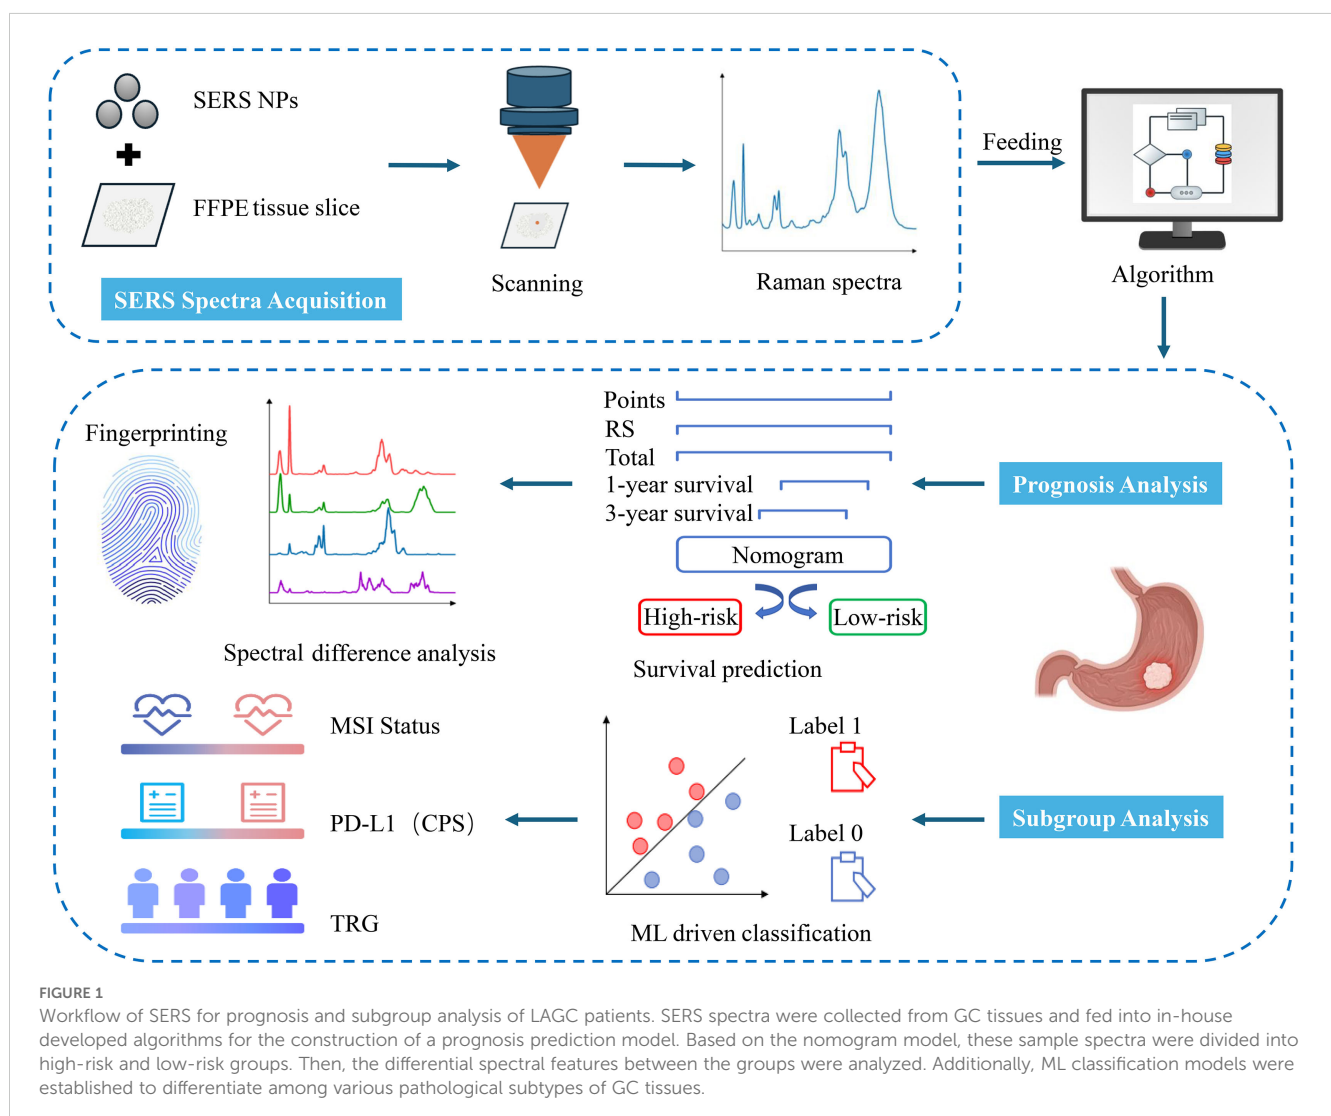 SERS NPs
FFPE tissue slice
SERS Spectra Acquisition
Scanning
Raman spectra
Feeding
Algorithm
Fingerprinting
Spectral difference analysis
Points
RS
Total
1-year survival
3-year survival
Nomogram
High-risk
Low-risk
Survival prediction
Prognosis Analysis
MSI Status
PD-L1（CPS）
TRG
Label 1
Label 0
ML driven classification
Subgroup Analysis
FIGURE 1
Workflow of SERS for prognosis and subgroup analysis of LAGC patients. SERS spectra were collected from GC tissues and fed into in-house
developed algorithms for the construction of a prognosis prediction model. Based on the nomogram model, these sample spectra were divided into
high-risk and low-risk groups. Then, the differential spectral features between the groups were analyzed. Additionally, ML classification models were
established to differentiate among various pathological subtypes of GC tissues.